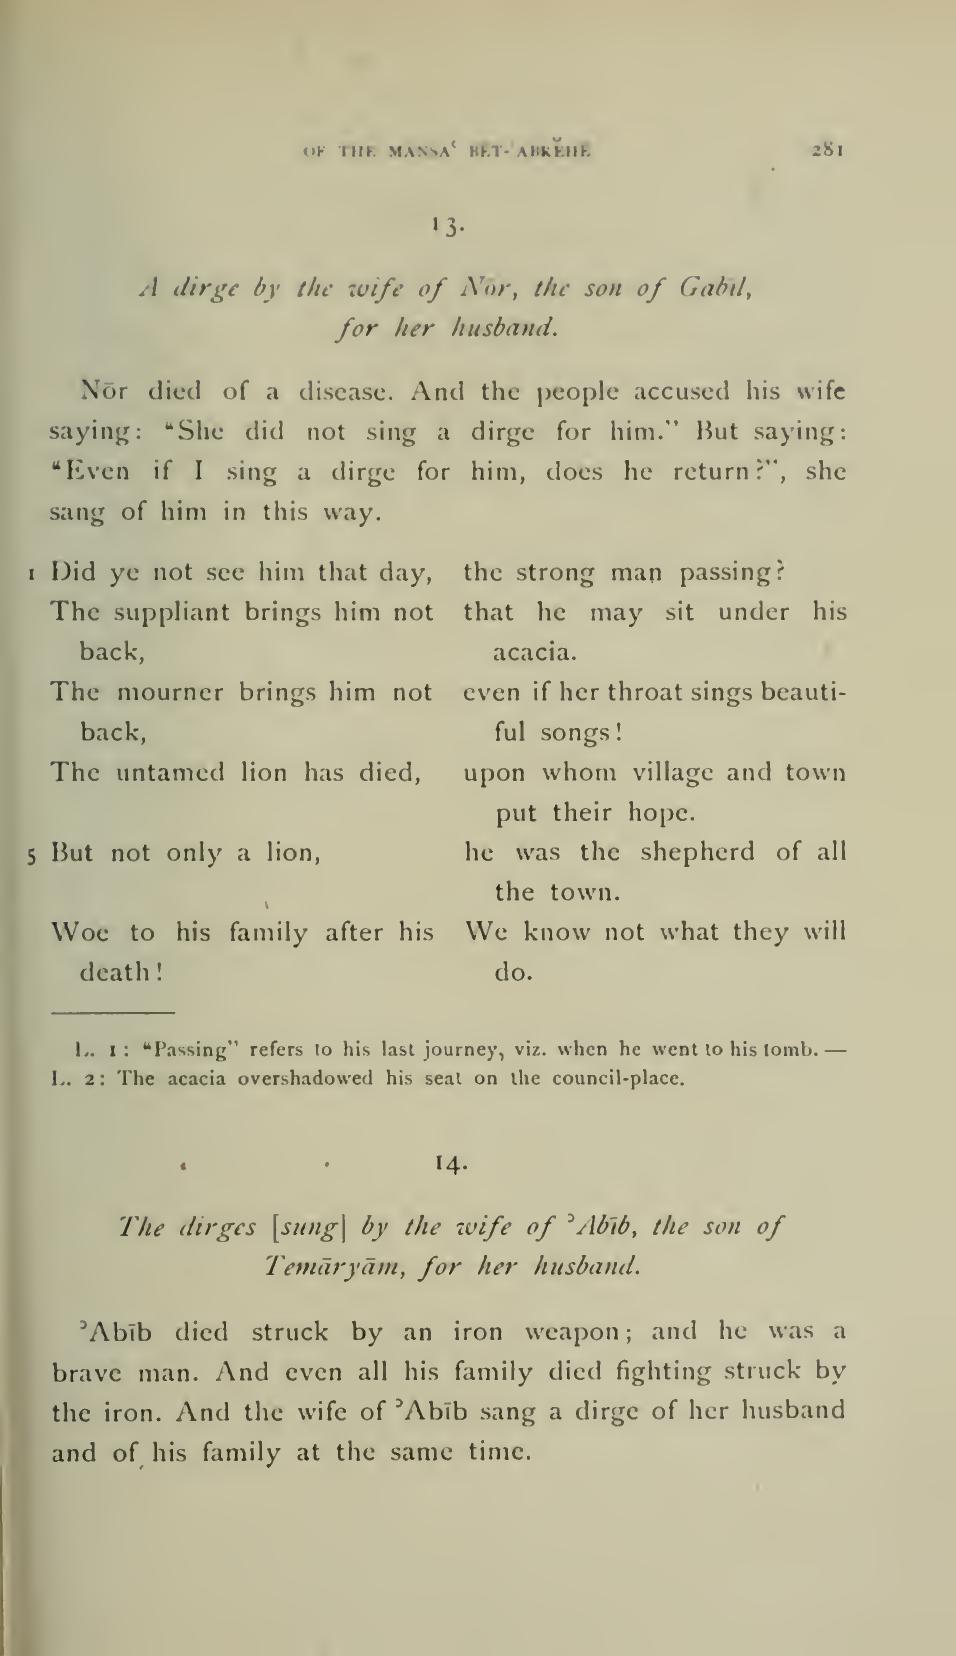 OF THE MANSAʿ BĒT-ʾABRĔHĒ 281
13.
A dirge by the wife of Nōr, the son of Gabīl,
for her husband.
Nōr died of a disease. And the people accused his wife
saying: “She did not sing a dirge for him.” But saying:
“Even if I sing a dirge for him, does he return?”, she
sang of him in this way.
1 Did ye not see him that day, the strong man passing?
The suppliant brings him not that he may sit under his
back, acacia.
The mourner brings him not even if her throat sings beauti-
back, ful songs!
The untamed lion has died, upon whom village and town
put their hope.
5 But not only a lion, he was the shepherd of all
the town.
Woe to his family after his We know not what they will
death! do.
L. 1: “Passing” refers to his last journey, viz. when he went to his tomb. —
L. 2: The acacia overshadowed his seat on the council-place.
14.
The dirges [sung] by the wife of ʾAbīb, the son of
Temāryām, for her husband.
ʾAbīb died struck by an iron weapon; and he was a
brave man. And even all his family died fighting struck by
the iron. And the wife of ʾAbīb sang a dirge of her husband
and of his family at the same time.